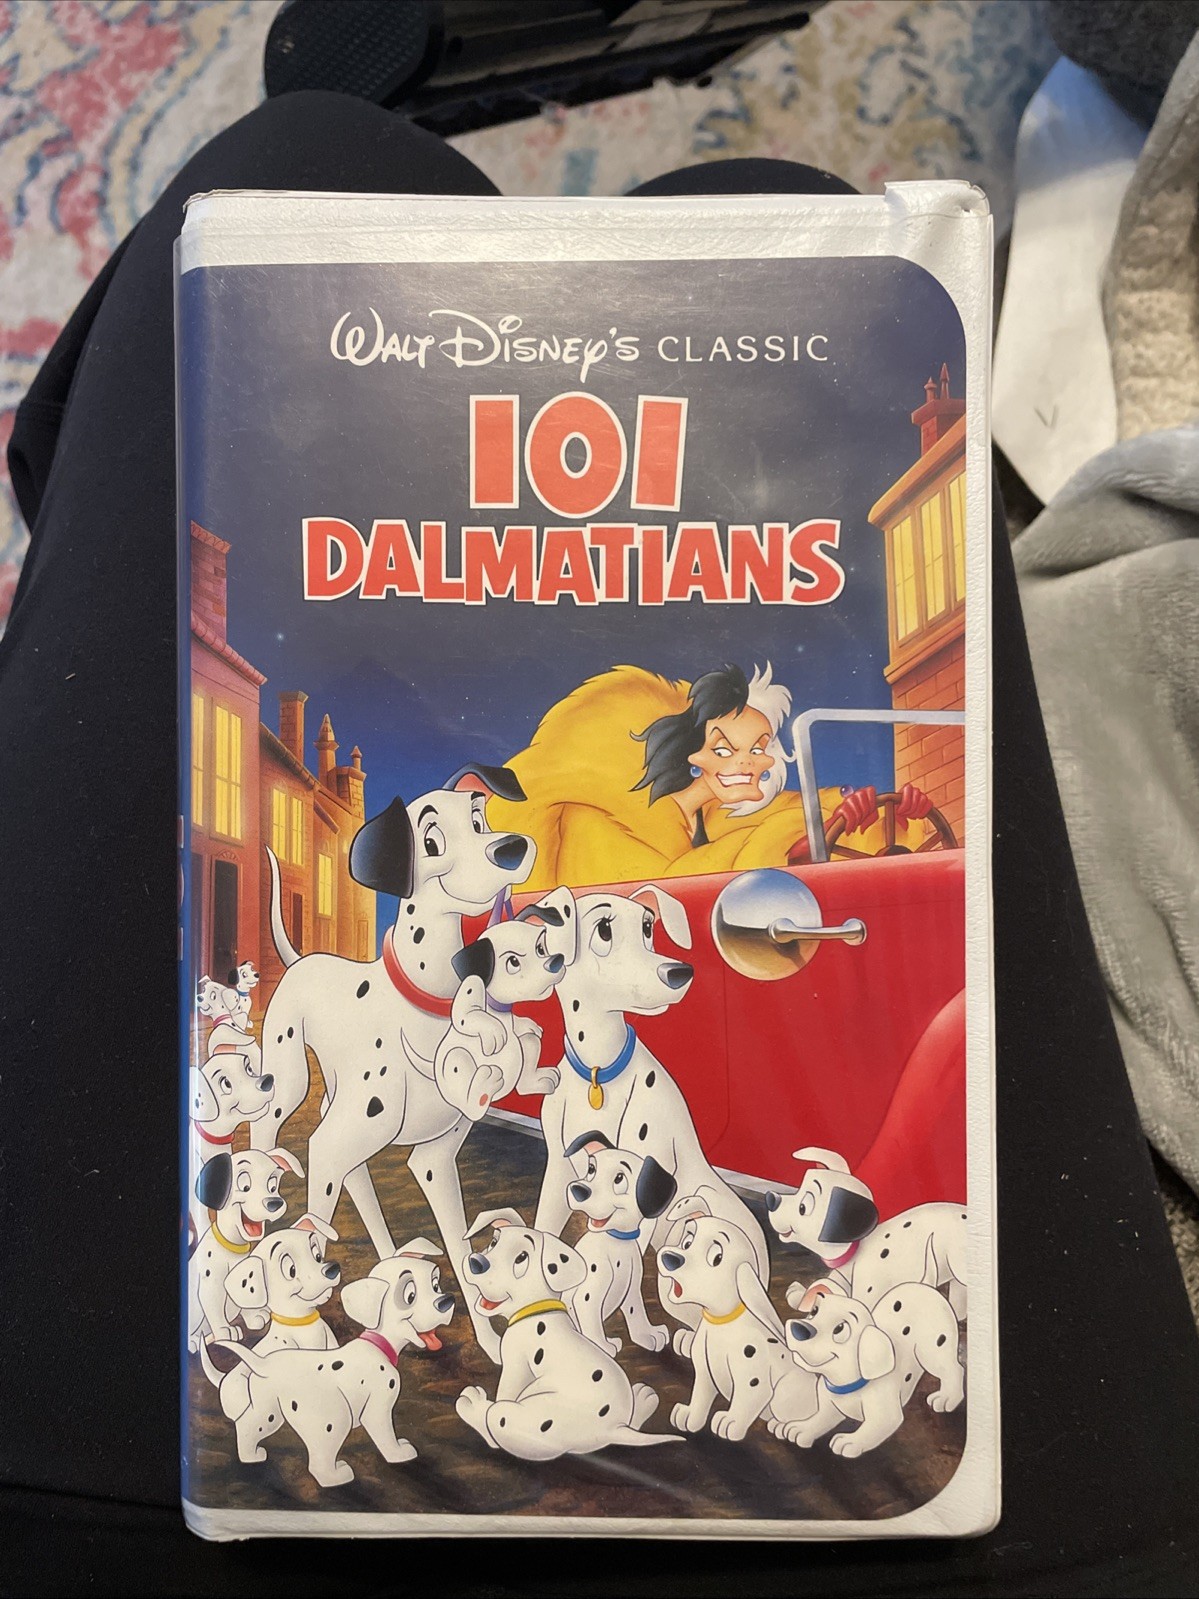 WALT DISNEY'S CLASSIC
101
DALMATIANS